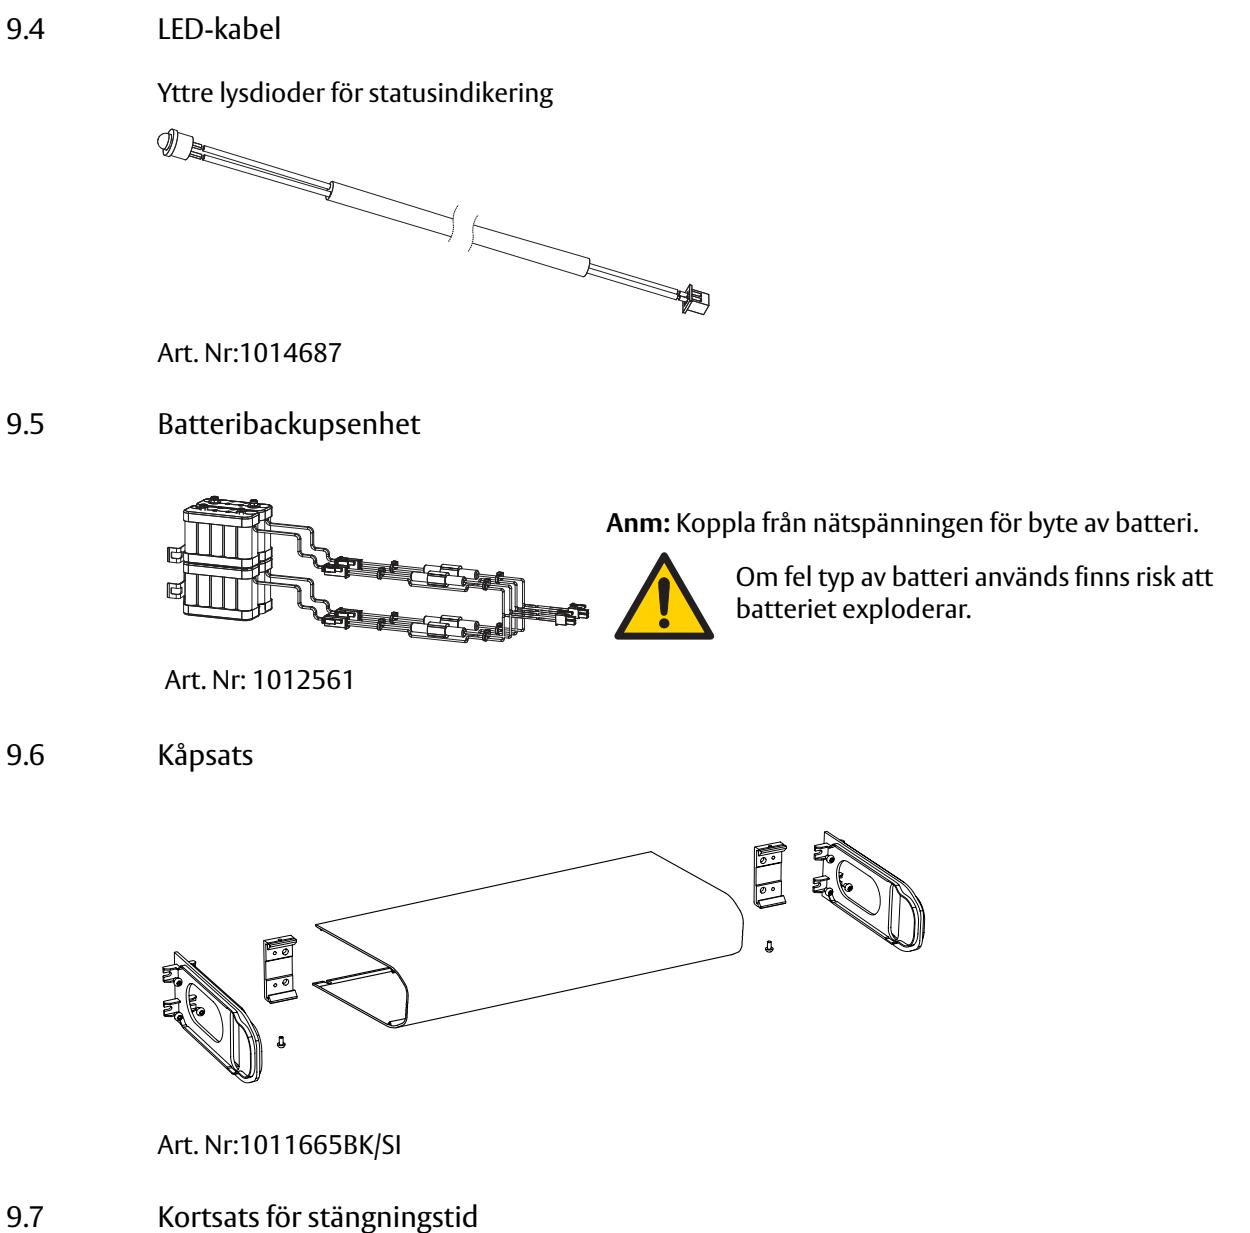 9.4 LED-kabel
Yttre lysdioder för statusindikering
Art. Nr:1014687
9.5 Batteribackupsenhet
Anm: Koppla från nätspänningen för byte av batteri.
Om fel typ av batteri används finns risk att
batteriet exploderar.
Art. Nr: 1012561
9.6 Kåpsats
Art. Nr:1011665BK/SI
9.7 Kortsats för stängningstid